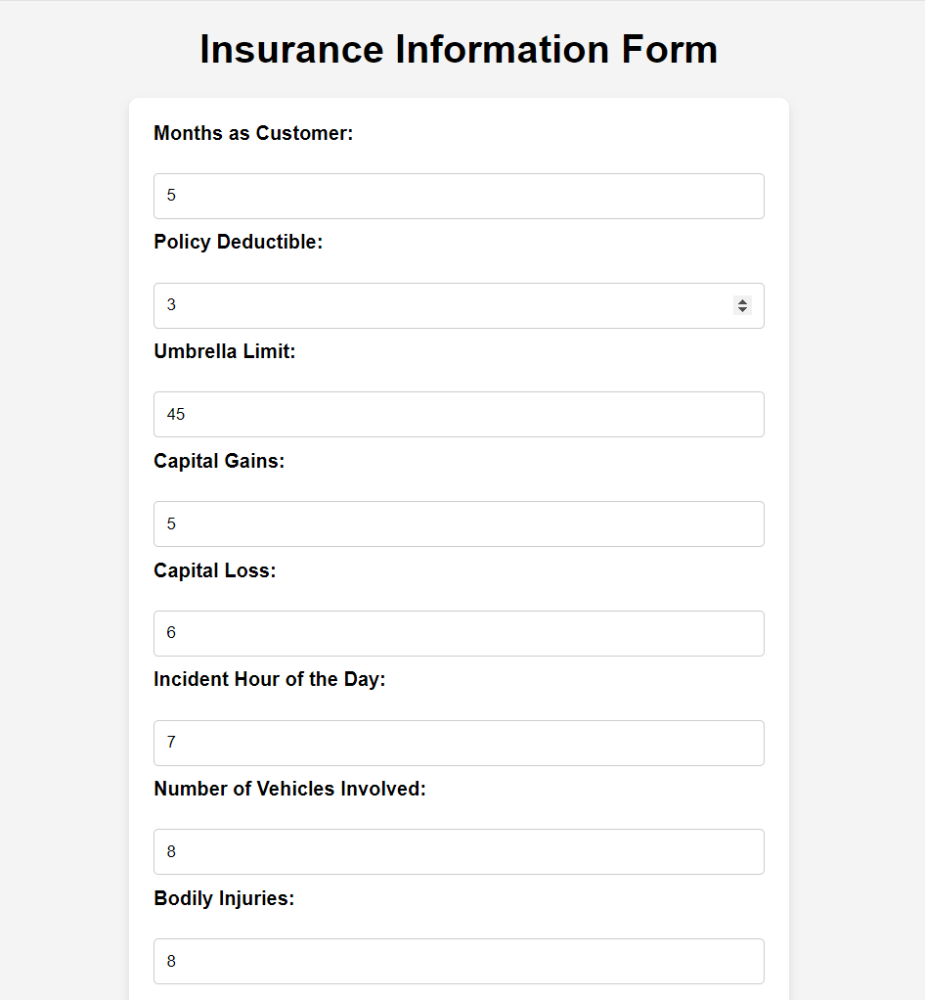 Insurance Information Form
Months as Customer:
5
Policy Deductible:
3
Umbrella Limit:
45
Capital Gains:
5
Capital Loss:
6
Incident Hour of the Day:
7
Number of Vehicles Involved:
8
Bodily Injuries:
8